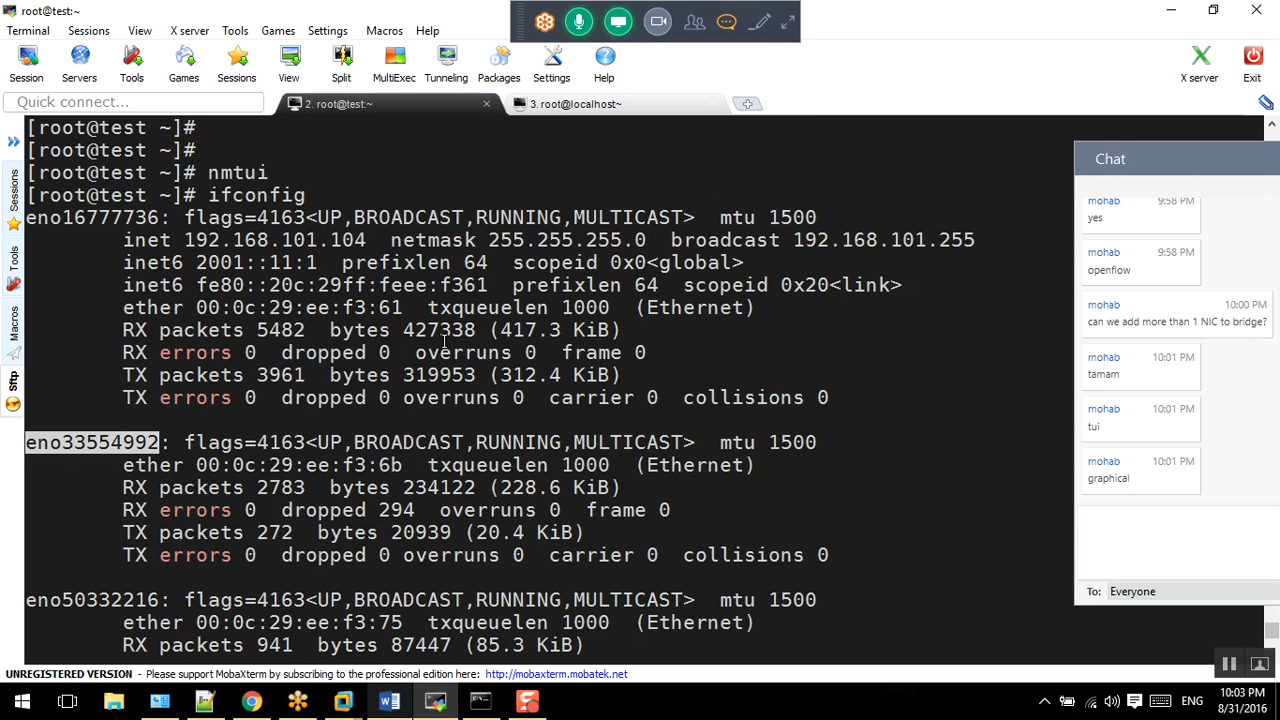 root@test:~
Terminal Sessions View X server Tools Games Settings Macros Help
Session Servers Tools Games Sessions View Split MultiExec Tunneling Packages Settings Help X server Exit
Quick connect...
2. root@test:~
3. root@localhost~
[root@test ~]#
[root@test ~]#
[root@test ~]# nmtui
[root@test ~]# ifconfig
eno16777736: flags=4163<UP,BROADCAST,RUNNING,MULTICAST> mtu 1500
inet 192.168.101.104 netmask 255.255.255.0 broadcast 192.168.101.255
inet6 2001::11:1 prefixlen 64 scopeid 0x0<global>
inet6 fe80::20c:29ff:feee:f361 prefixlen 64 scopeid 0x20<link>
ether 00:0c:29:ee:f3:61 txqueuelen 1000 (Ethernet)
RX packets 5482 bytes 427338 (417.3 KiB)
RX errors 0 dropped 0 overruns 0 frame 0
TX packets 3961 bytes 319953 (312.4 KiB)
TX errors 0 dropped 0 overruns 0 carrier 0 collisions 0
eno33554992: flags=4163<UP,BROADCAST,RUNNING,MULTICAST> mtu 1500
ether 00:0c:29:ee:f3:6b txqueuelen 1000 (Ethernet)
RX packets 2783 bytes 234122 (228.6 KiB)
RX errors 0 dropped 294 overruns 0 frame 0
TX packets 272 bytes 20939 (20.4 KiB)
TX errors 0 dropped 0 overruns 0 carrier 0 collisions 0
eno50332216: flags=4163<UP,BROADCAST,RUNNING,MULTICAST> mtu 1500
ether 00:0c:29:ee:f3:75 txqueuelen 1000 (Ethernet)
RX packets 941 bytes 87447 (85.3 KiB)
Sessions
Tools
Macros
Sftp
Chat
mohab 9:58 PM
yes
mohab 9:58 PM
openflow
mohab 10:00 PM
can we add more than 1 NIC to bridge?
mohab 10:01 PM
tamam
mohab 10:01 PM
tui
mohab 10:01 PM
graphical
To: Everyone
UNREGISTERED VERSION - Please support MobaXterm by subscribing to the professional edition here: http://mobaxterm.mobatek.net
ENG
10:03 PM
8/31/2016